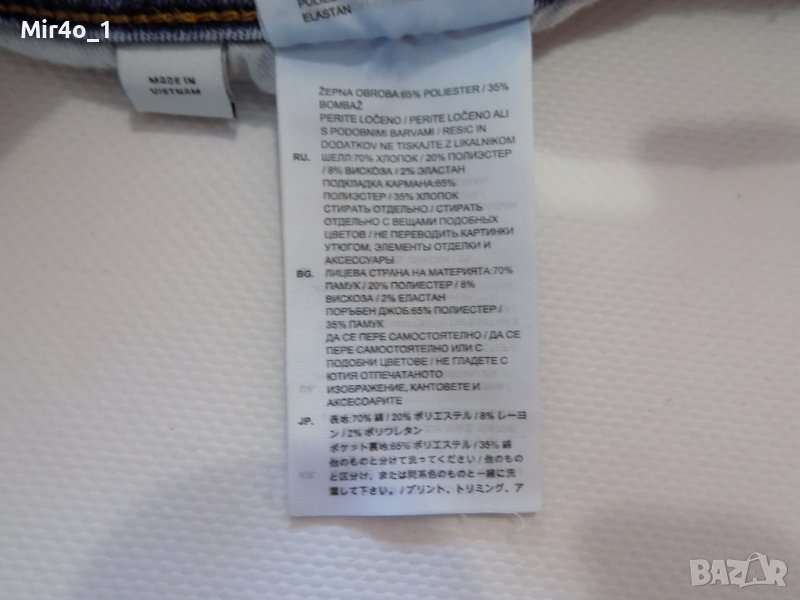 Mir4o_1
ELASTAN
MADE IN
VIETNAM
ŽEPNA OBROBA:65% POLIESTER / 35%
BOMBAŽ
PERITE LOČENO / PERITE LOČENO ALI
S PODOBNIMI BARVAMI / RESIC IN
DODATKOV NE TISKAJTE Z LIKALNIKOM
RU. ШЕЛЛ:70% ХЛОПОК / 20% ПОЛИЭСТЕР
/ 8% ВИСКОЗА / 2% ЭЛАСТАН
ПОДКЛАДКА КАРМАНА:65%
ПОЛИЭСТЕР / 35% ХЛОПОК
СТИРАТЬ ОТДЕЛЬНО / СТИРАТЬ
ОТДЕЛЬНО С ВЕЩАМИ ПОДОБНЫХ
ЦВЕТОВ / НЕ ПЕРЕВОДИТЬ КАРТИНКИ
УТЮГОМ, ЭЛЕМЕНТЫ ОТДЕЛКИ И
АКСЕССУАРЫ
BG. ЛИЦЕВА СТРАНА НА МАТЕРИЯТА:70%
ПАМУК / 20% ПОЛИЕСТЕР / 8%
ВИСКОЗА / 2% ЕЛАСТАН
ПОРЪБЕН ДЖОБ:65% ПОЛИЕСТЕР /
35% ПАМУК
ДА СЕ ПЕРЕ САМОСТОЯТЕЛНО / ДА СЕ
ПЕРЕ САМОСТОЯТЕЛНО ИЛИ С
ПОДОБНИ ЦВЕТОВЕ / НЕ ГЛАДЕТЕ С
ЮТИЯ ОТПЕЧАТАНОТО
ИЗОБРАЖЕНИЕ, КАНТОВЕТЕ И
АКСЕСОАРИТЕ
JP. 表地:70% 綿 / 20% ポリエステル / 8% レーヨ
ン / 2% ポリウレタン
ポケット裏地:65% ポリエステル / 35% 綿
他のものと分けて洗ってください / 他のもの
と区分け、または同系色のものと一緒に洗
濯して下さい。/ プリント、トリミング、ア
BAZAR